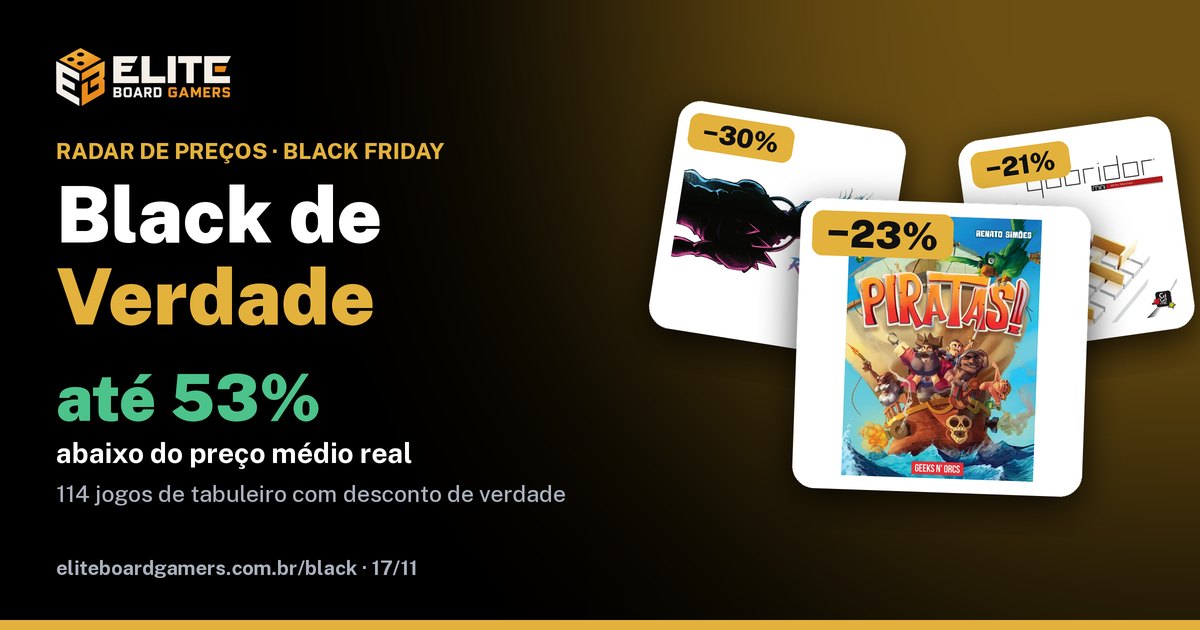 ELITE
BOARD GAMERS
RADAR DE PREÇOS · BLACK FRIDAY
Black de
Verdade
até 53%
abaixo do preço médio real
114 jogos de tabuleiro com desconto de verdade
eliteboardgamers.com.br/black · 17/11
−30%
−21%
quoridor
mini
−23%
RENATO SIMÕES
PIRATAS!
GEEKS N' ORCS